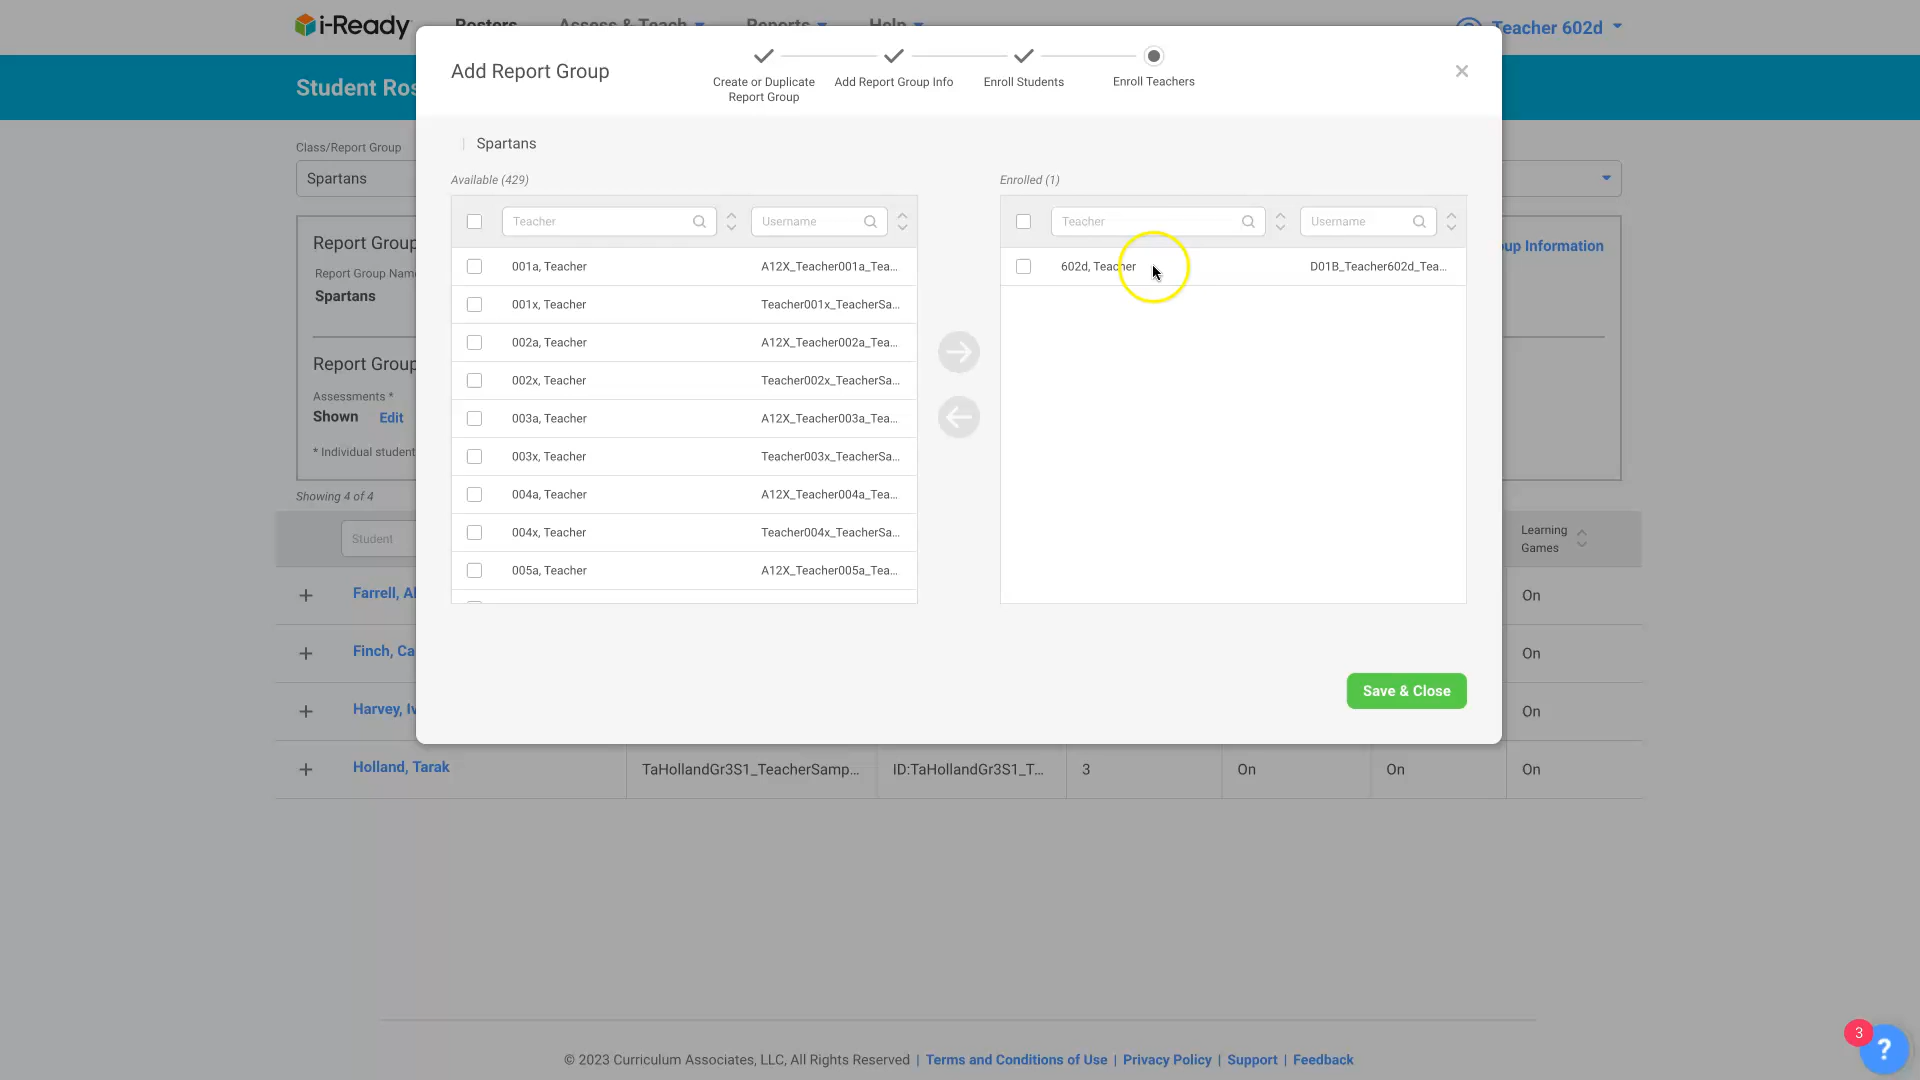 i-Ready
Rosters
Assess & Teach
Reports
Help
Teacher 602d
Student Ros
Class/Report Group
Spartans
Report Group
up Information
Report Group Name
Spartans
Report Group
Assessments *
Shown Edit
* Individual student
Showing 4 of 4
Student
Learning
Games
Farrell, Al
On
Finch, Ca
On
Harvey, Iv
On
Holland, Tarak
TaHollandGr3S1_TeacherSamp...
ID:TaHollandGr3S1_T...
3
On
On
On
Add Report Group
Create or Duplicate
Report Group
Add Report Group Info
Enroll Students
Enroll Teachers
Spartans
Available (429)
Teacher
Username
001a, Teacher A12X_Teacher001a_Tea...
001x, Teacher Teacher001x_TeacherSa...
002a, Teacher A12X_Teacher002a_Tea...
002x, Teacher Teacher002x_TeacherSa...
003a, Teacher A12X_Teacher003a_Tea...
003x, Teacher Teacher003x_TeacherSa...
004a, Teacher A12X_Teacher004a_Tea...
004x, Teacher Teacher004x_TeacherSa...
005a, Teacher A12X_Teacher005a_Tea...
Enrolled (1)
Teacher
Username
602d, Teacher D01B_Teacher602d_Tea...
Save & Close
© 2023 Curriculum Associates, LLC, All Rights Reserved | Terms and Conditions of Use | Privacy Policy | Support | Feedback
3
?